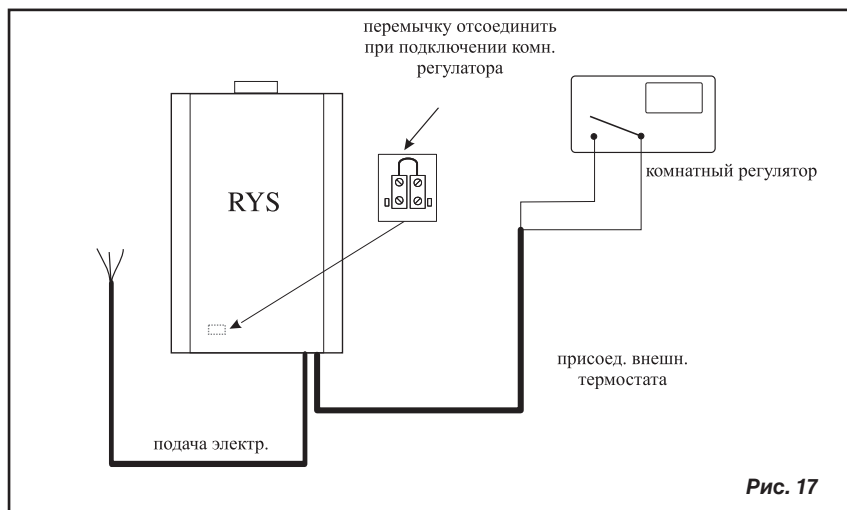 перемычку отсоединить
при подключении комн.
регулятора
RYS
комнатный регулятор
присоед. внешн.
термостата
подача электр.
Рис. 17